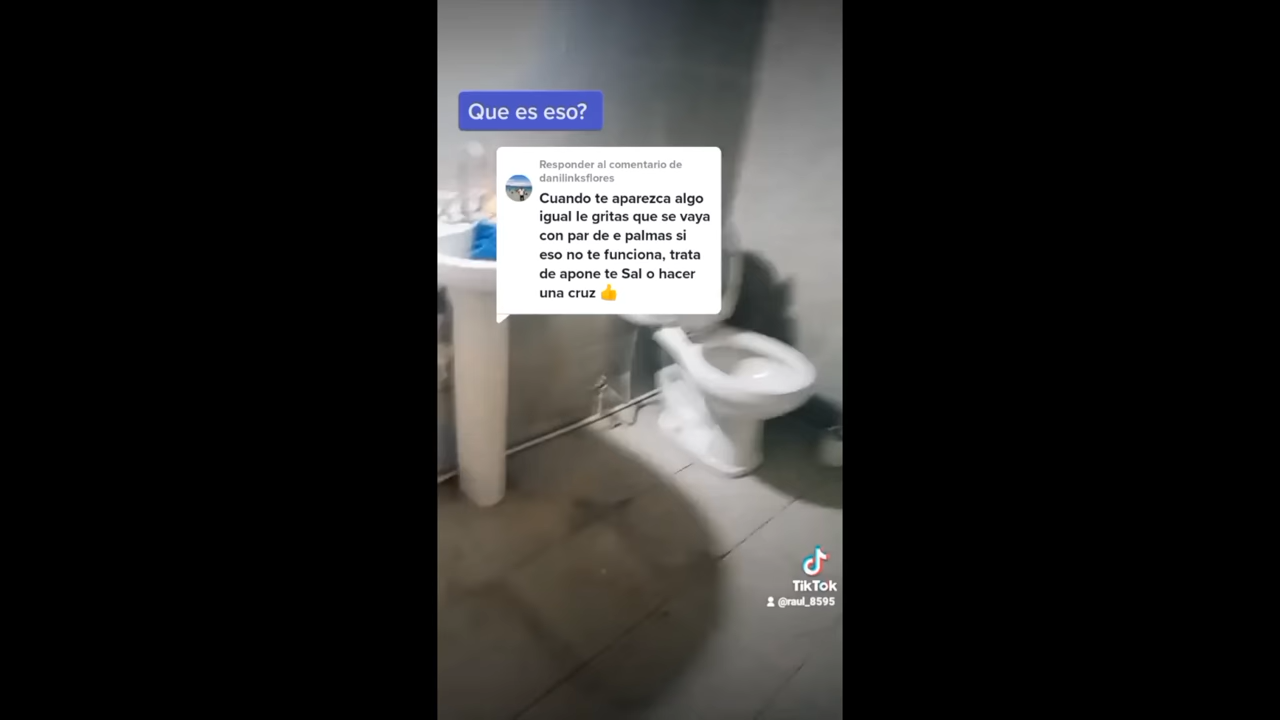 Que es eso?
Responder al comentario de
danilinksflores
Cuando te aparezca algo
igual le gritas que se vaya
con par de e palmas si
eso no te funciona, trata
de apone te Sal o hacer
una cruz 👍
TikTok
@raul_8595